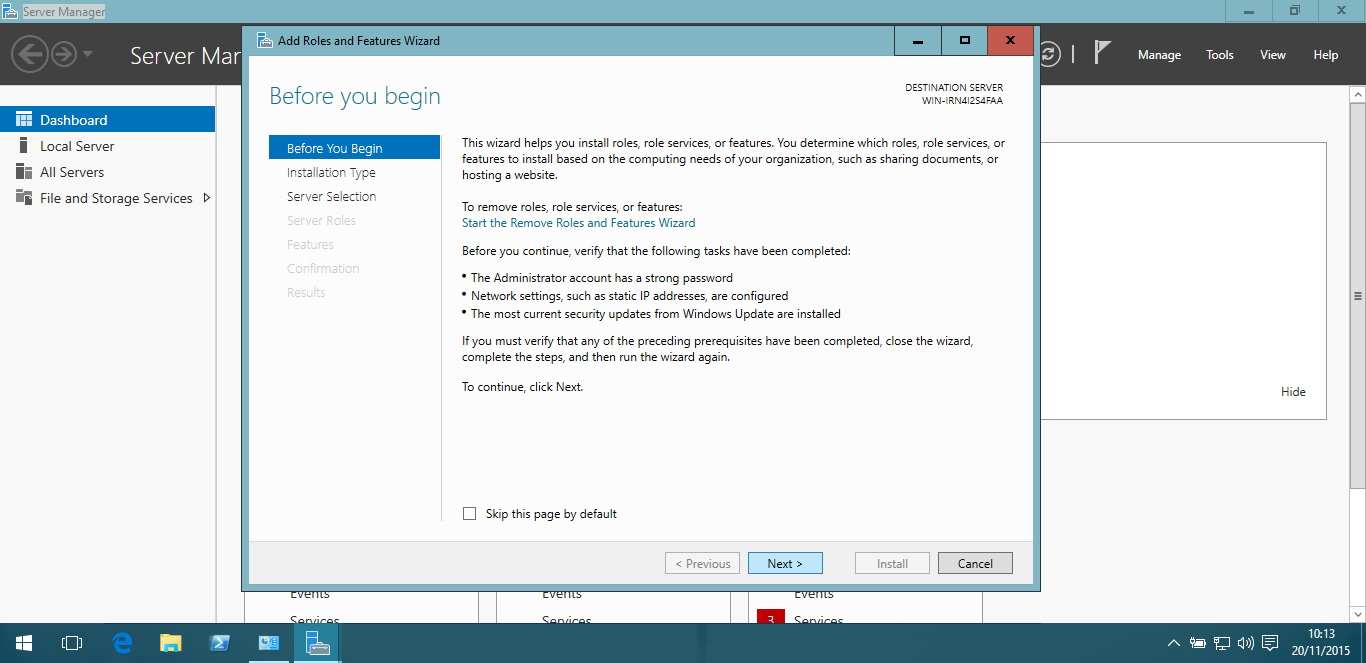 Server Manager
Server Mar
Manage
Tools
View
Help
Dashboard
Local Server
All Servers
File and Storage Services
Add Roles and Features Wizard
Before you begin
DESTINATION SERVER
WIN-IRN4I2S4FAA
Before You Begin
Installation Type
Server Selection
Server Roles
Features
Confirmation
Results
This wizard helps you install roles, role services, or features. You determine which roles, role services, or
features to install based on the computing needs of your organization, such as sharing documents, or
hosting a website.
To remove roles, role services, or features:
Start the Remove Roles and Features Wizard
Before you continue, verify that the following tasks have been completed:
• The Administrator account has a strong password
• Network settings, such as static IP addresses, are configured
• The most current security updates from Windows Update are installed
If you must verify that any of the preceding prerequisites have been completed, close the wizard,
complete the steps, and then run the wizard again.
To continue, click Next.
Skip this page by default
< Previous
Next >
Install
Cancel
Hide
Events
Services
Events
Services
Events
3 Services
10:13
20/11/2015